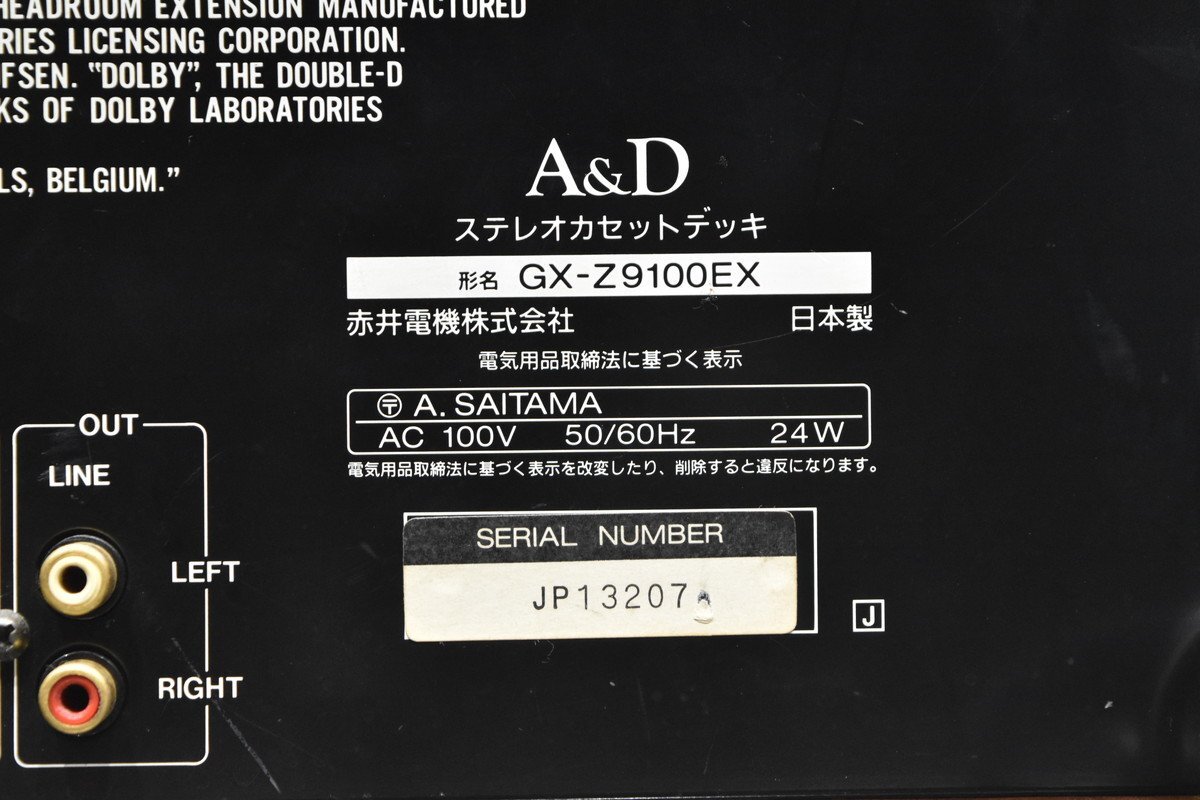 HEADROOM EXTENSION MANUFACTURED
RIES LICENSING CORPORATION.
FSEN. "DOLBY", THE DOUBLE-D
KS OF DOLBY LABORATORIES
LS, BELGIUM."
A&D
ステレオカセットデッキ
形名 GX-Z9100EX
赤井電機株式会社 日本製
電気用品取締法に基づく表示
〶 A. SAITAMA
AC 100V 50/60Hz 24W
電気用品取締法に基づく表示を改変したり、削除すると違反になります。
OUT
LINE
LEFT
RIGHT
SERIAL NUMBER
JP13207
J